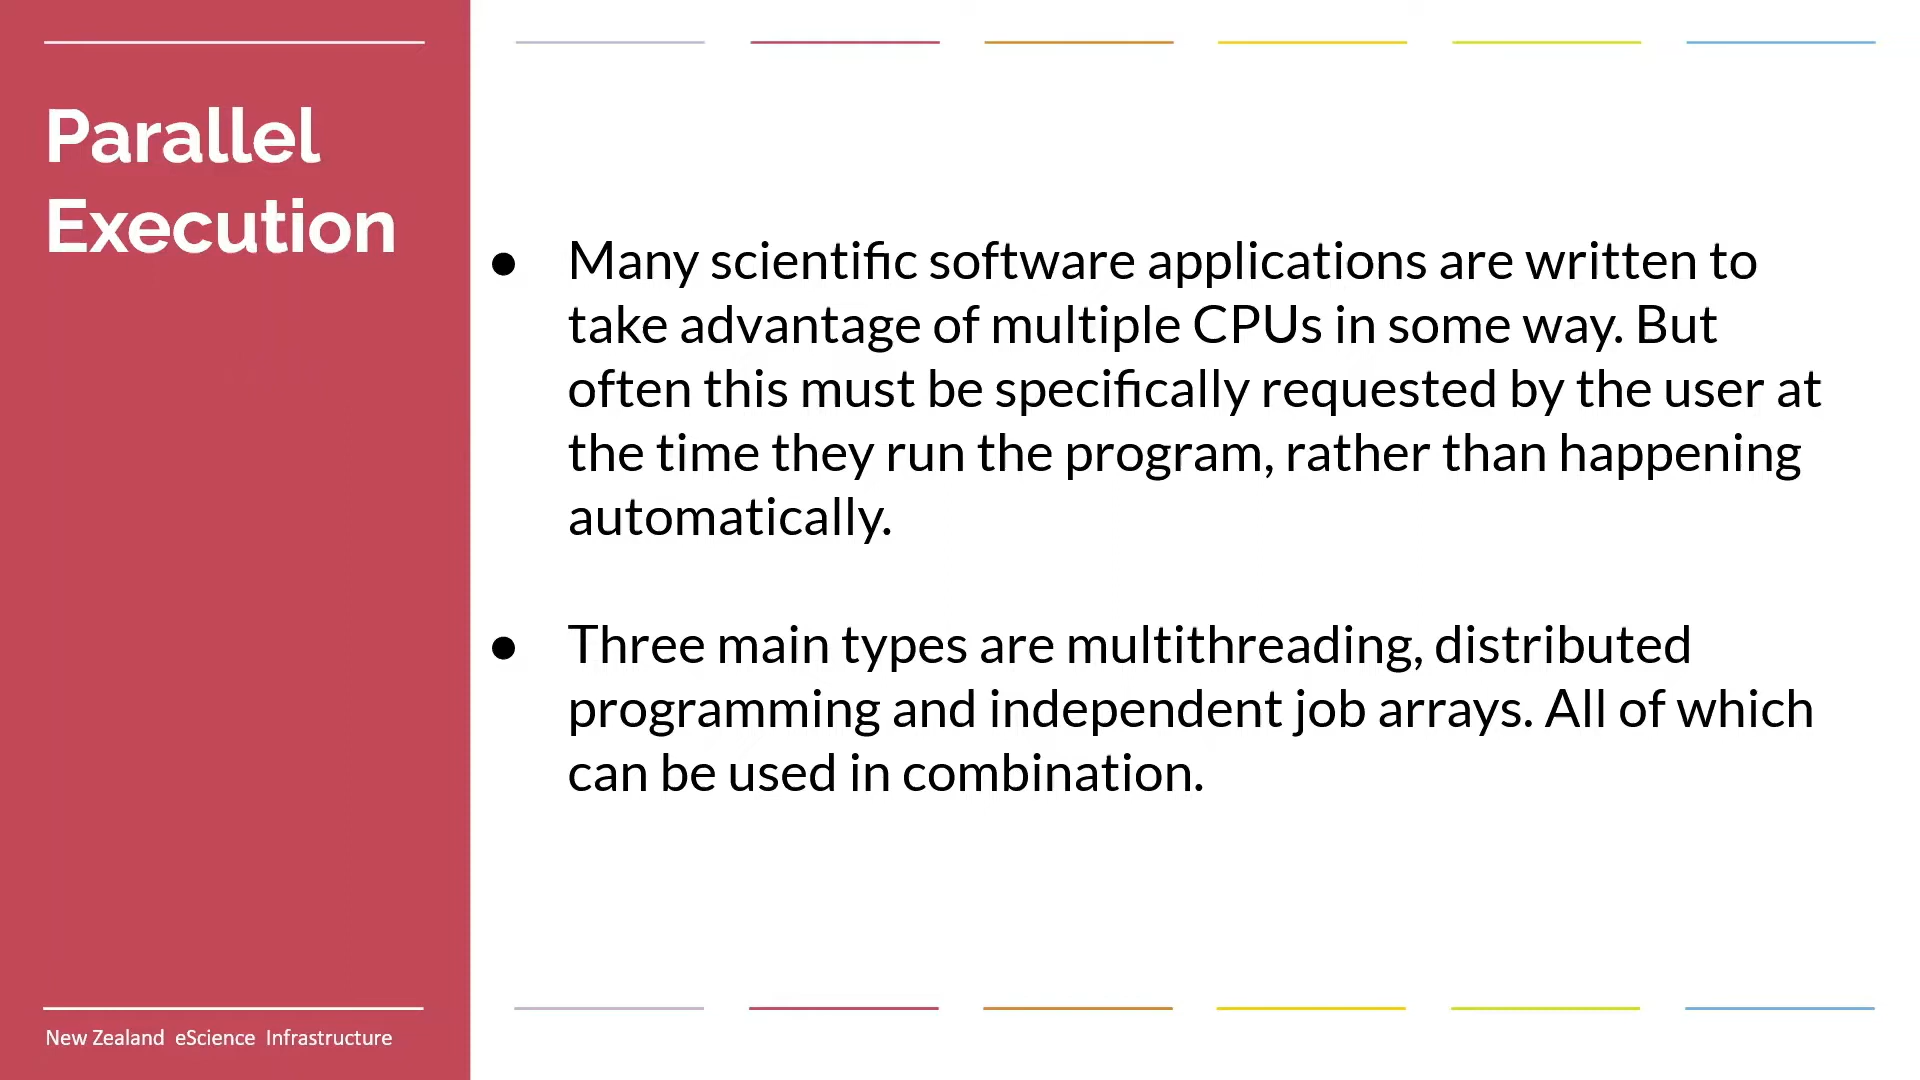 Parallel
Execution
● Many scientific software applications are written to
take advantage of multiple CPUs in some way. But
often this must be specifically requested by the user at
the time they run the program, rather than happening
automatically.
● Three main types are multithreading, distributed
programming and independent job arrays. All of which
can be used in combination.
New Zealand eScience Infrastructure